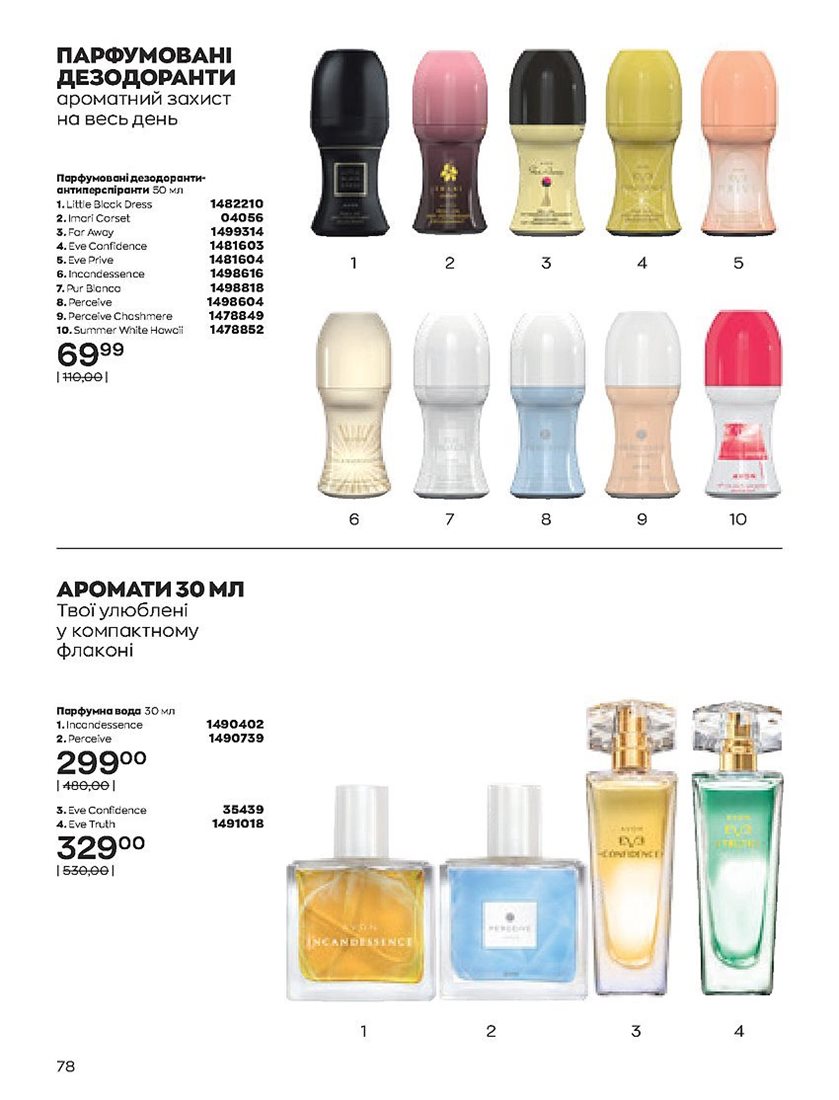 ПАРФУМОВАНІ
ДЕЗОДОРАНТИ
ароматний захист
на весь день
Парфумовані дезодоранти-
антиперспіранти 50 мл
1. Little Black Dress 1482210
2. Imari Corset 04056
3. Far Away 1499314
4. Eve Confidence 1481603
5. Eve Prive 1481604
6. Incandessence 1498616
7. Pur Blanca 1498818
8. Perceive 1498604
9. Perceive Chashmere 1478849
10. Summer White Hawaii 1478852
69 99
| 110,00 |
1 2 3 4 5
6 7 8 9 10
АРОМАТИ 30 МЛ
Твої улюблені
у компактному
флаконі
Парфумна вода 30 мл
1. Incandessence 1490402
2. Perceive 1490739
299 00
| 480,00 |
3. Eve Confidence 35439
4. Eve Truth 1491018
329 00
| 530,00 |
AVON
INCANDESSENCE
PERCEIVE
AVON
EVE
CONFIDENCE
AVON
EVE
TRUTH
1 2 3 4
78